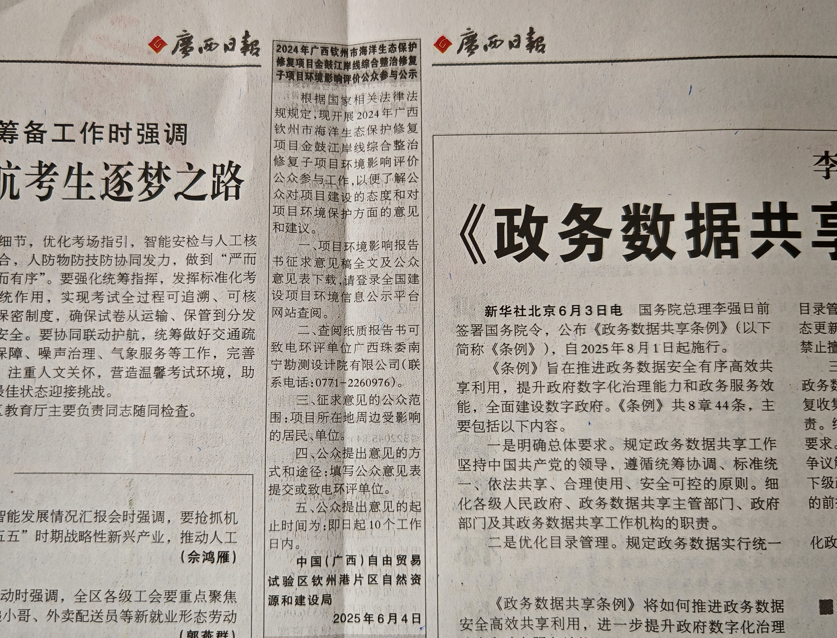 廣西日報
筹备工作时强调
航考生逐梦之路
细节，优化考场指引，智能安检与人工核
合，人防物防技防协同发力，做到“严而
而有序”。要强化统筹指挥，发挥标准化考
统作用，实现考试全过程可追溯、可核
保密制度，确保试卷从运输、保管到分发
安全。要协同联动护航，统筹做好交通疏
保障、噪声治理、气象服务等工作，完善
注重人文关怀，营造温馨考试环境，助
最佳状态迎接挑战。
区教育厅主要负责同志随同检查。
智能发展情况汇报会时强调，要抢抓机
五五”时期战略性新兴产业，推动人工
（佘鸿雁）
动时强调，全区各级工会要重点聚焦
递小哥、外卖配送员等新就业形态劳动
（郭燕群）
2024年广西钦州市海洋生态保护
修复项目金鼓江岸线综合整治修复
子项目环境影响评价公众参与公示
根据国家相关法律法
规规定，现开展2024年广西
钦州市海洋生态保护修复
项目金鼓江岸线综合整治
修复子项目环境影响评价
公众参与工作，以便了解公
众对项目建设的态度和对
项目环境保护方面的意见
和建议。
一、项目环境影响报告
书征求意见稿全文及公众
意见表下载，请登录全国建
设项目环境信息公示平台
网站查阅。
二、查阅纸质报告书可
致电环评单位广西珠委南
宁勘测设计院有限公司（联
系电话：0771-2260976）。
三、征求意见的公众范
围：项目所在地周边受影响
的居民、单位。
四、公众提出意见的方
式和途径：填写公众意见表
提交或致电环评单位。
五、公众提出意见的起
止时间为：即日起10个工作
日内。
中国（广西）自由贸易
试验区钦州港片区自然资
源和建设局
2025年6月4日
廣西日報
李
《政务数据共享
新华社北京6月3日电　国务院总理李强日前
签署国务院令，公布《政务数据共享条例》（以下
简称《条例》），自2025年8月1日起施行。
《条例》旨在推进政务数据安全有序高效共
享利用，提升政府数字化治理能力和政务服务效
能，全面建设数字政府。《条例》共8章44条，主
要包括以下内容。
一是明确总体要求。规定政务数据共享工作
坚持中国共产党的领导，遵循统筹协调、标准统
一、依法共享、合理使用、安全可控的原则。细
化各级人民政府、政务数据共享主管部门、政府
部门及其政务数据共享工作机构的职责。
二是优化目录管理。规定政务数据实行统一
《政务数据共享条例》将如何推进政务数据
安全高效共享利用，进一步提升政府数字化治理
目录管
态更新
禁止擅
三
政务数
复收集
责。
要求。
争议解
下级政
的前
化政